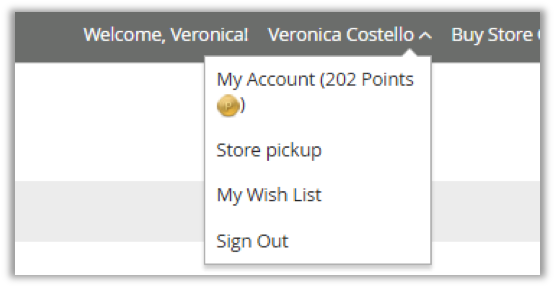 Welcome, Veronica! Veronica Costello Buy Store
My Account (202 Points
P)
Store pickup
My Wish List
Sign Out